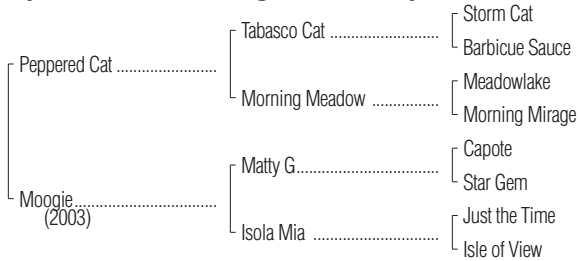 Storm Cat
Tabasco Cat ........................
Barbicue Sauce
Peppered Cat ......................
Meadowlake
Morning Meadow ...............
Morning Mirage
Capote
Matty G................................
Star Gem
Moogie................................
(2003)
Just the Time
Isola Mia ............................
Isle of View